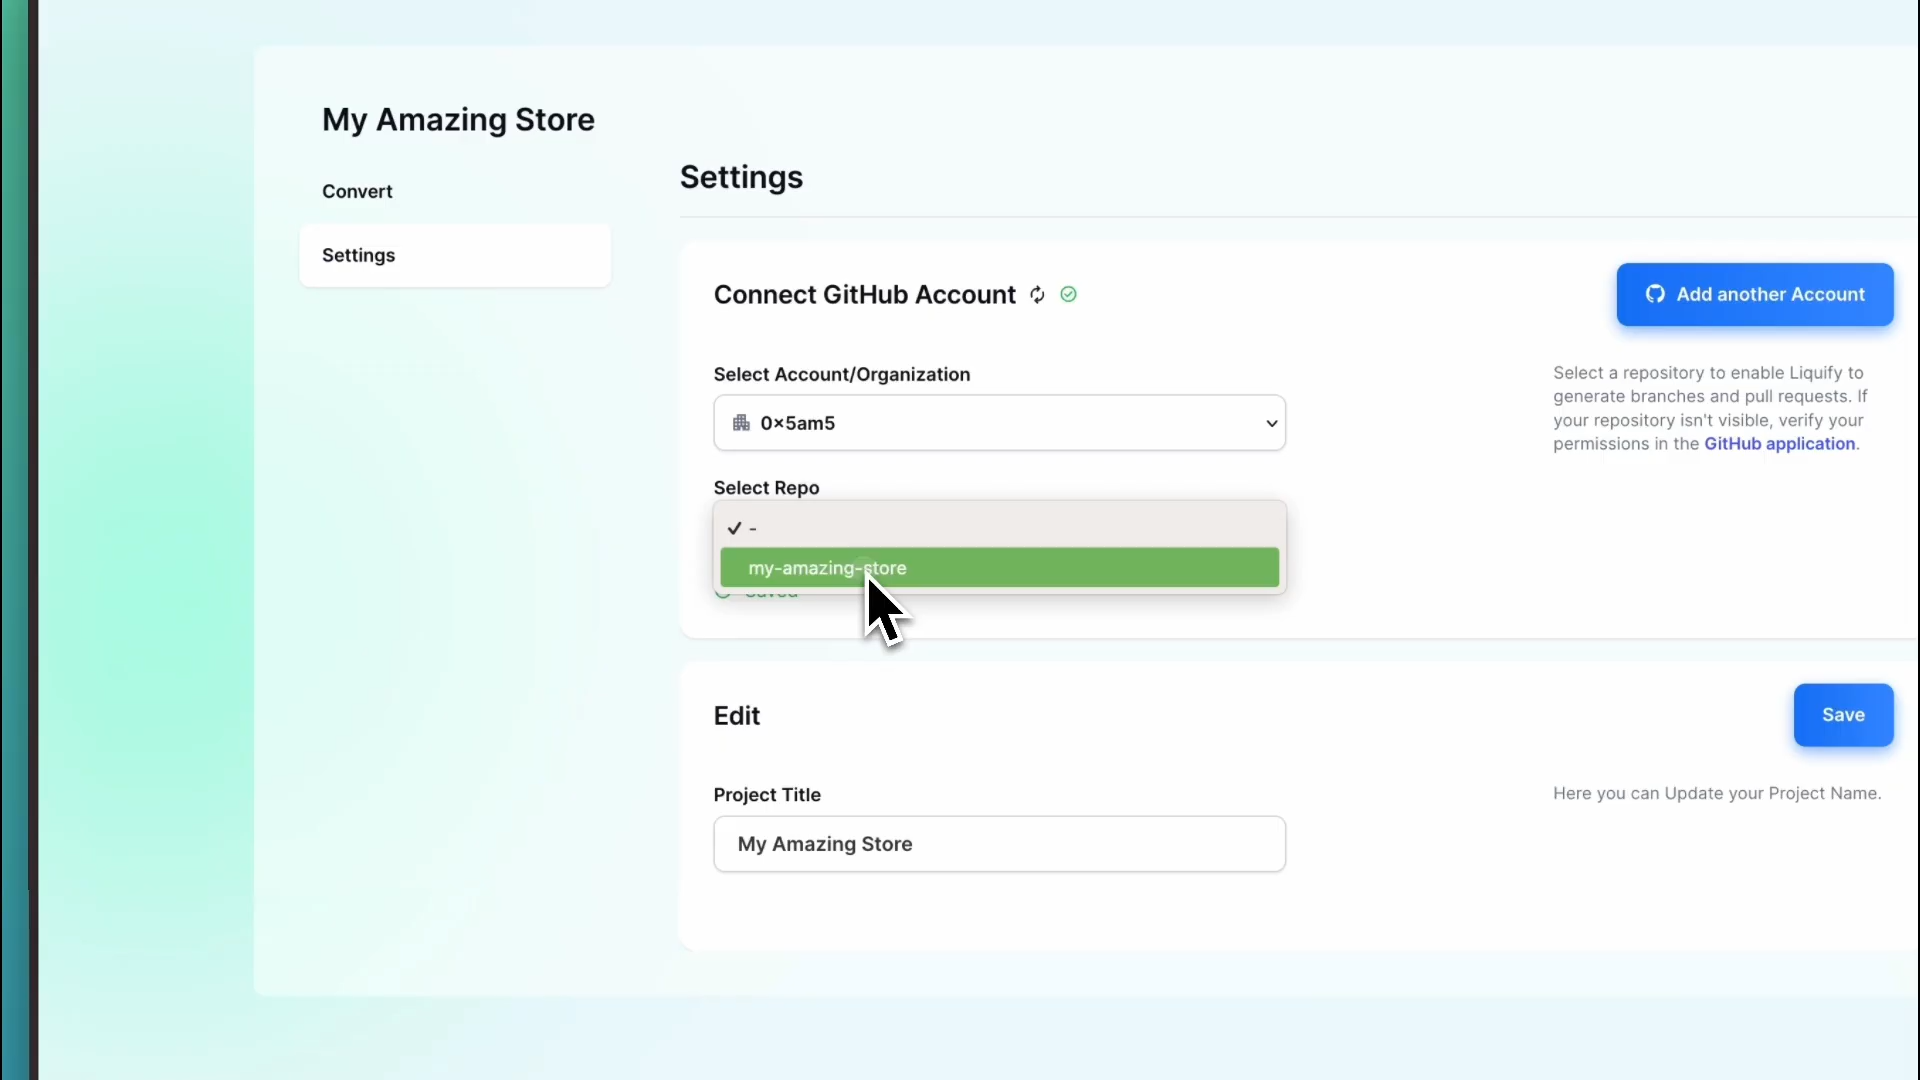 My Amazing Store
Convert
Settings
Settings
Connect GitHub Account
Add another Account
Select Account/Organization
0×5am5
Select a repository to enable Liquify to
generate branches and pull requests. If
your repository isn't visible, verify your
permissions in the GitHub application.
Select Repo
-
my-amazing-store
Saved
Edit
Save
Project Title
My Amazing Store
Here you can Update your Project Name.